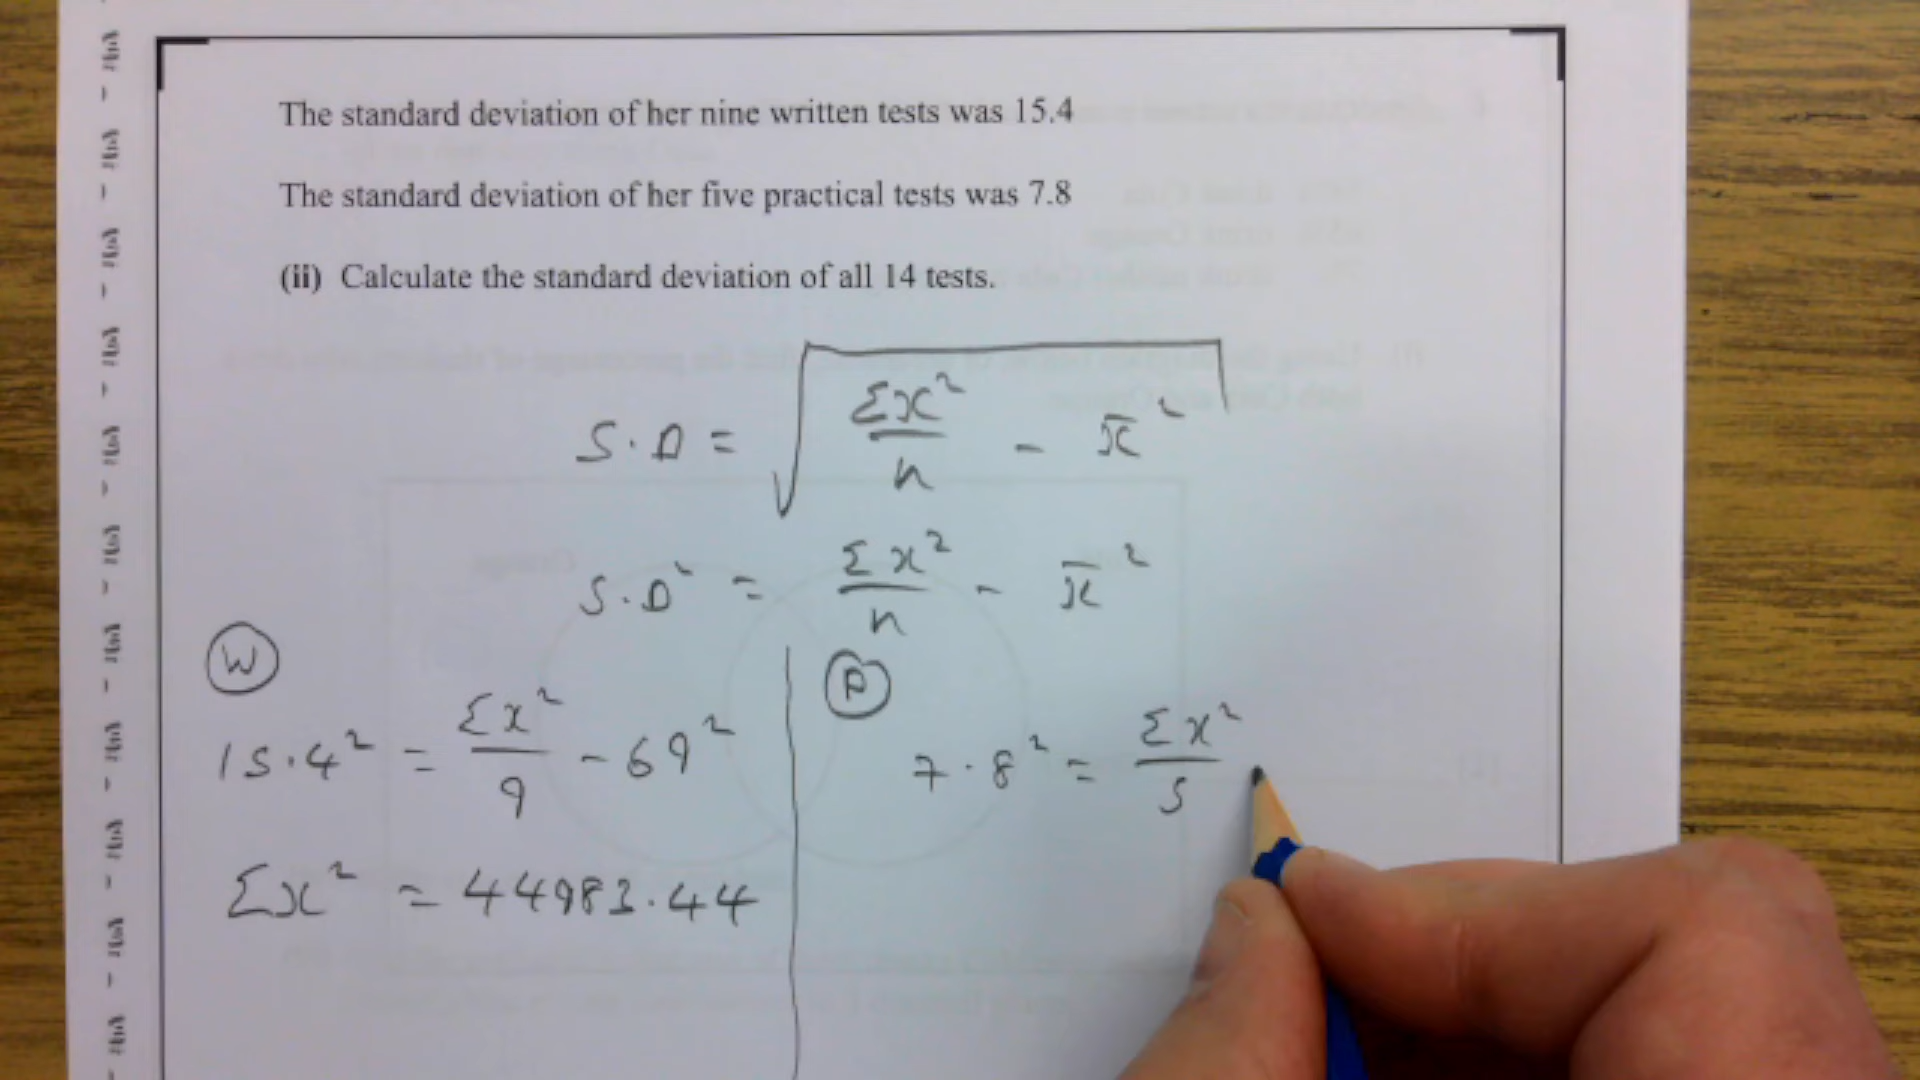 The standard deviation of her nine written tests was 15.4
The standard deviation of her five practical tests was 7.8
(ii) Calculate the standard deviation of all 14 tests.
S.D = √(Σx²/n - x̄²)
S.D² = Σx²/n - x̄²
W
15.4² = Σx²/9 - 69²
Σx² = 44983.44
P
7.8² = Σx²/5